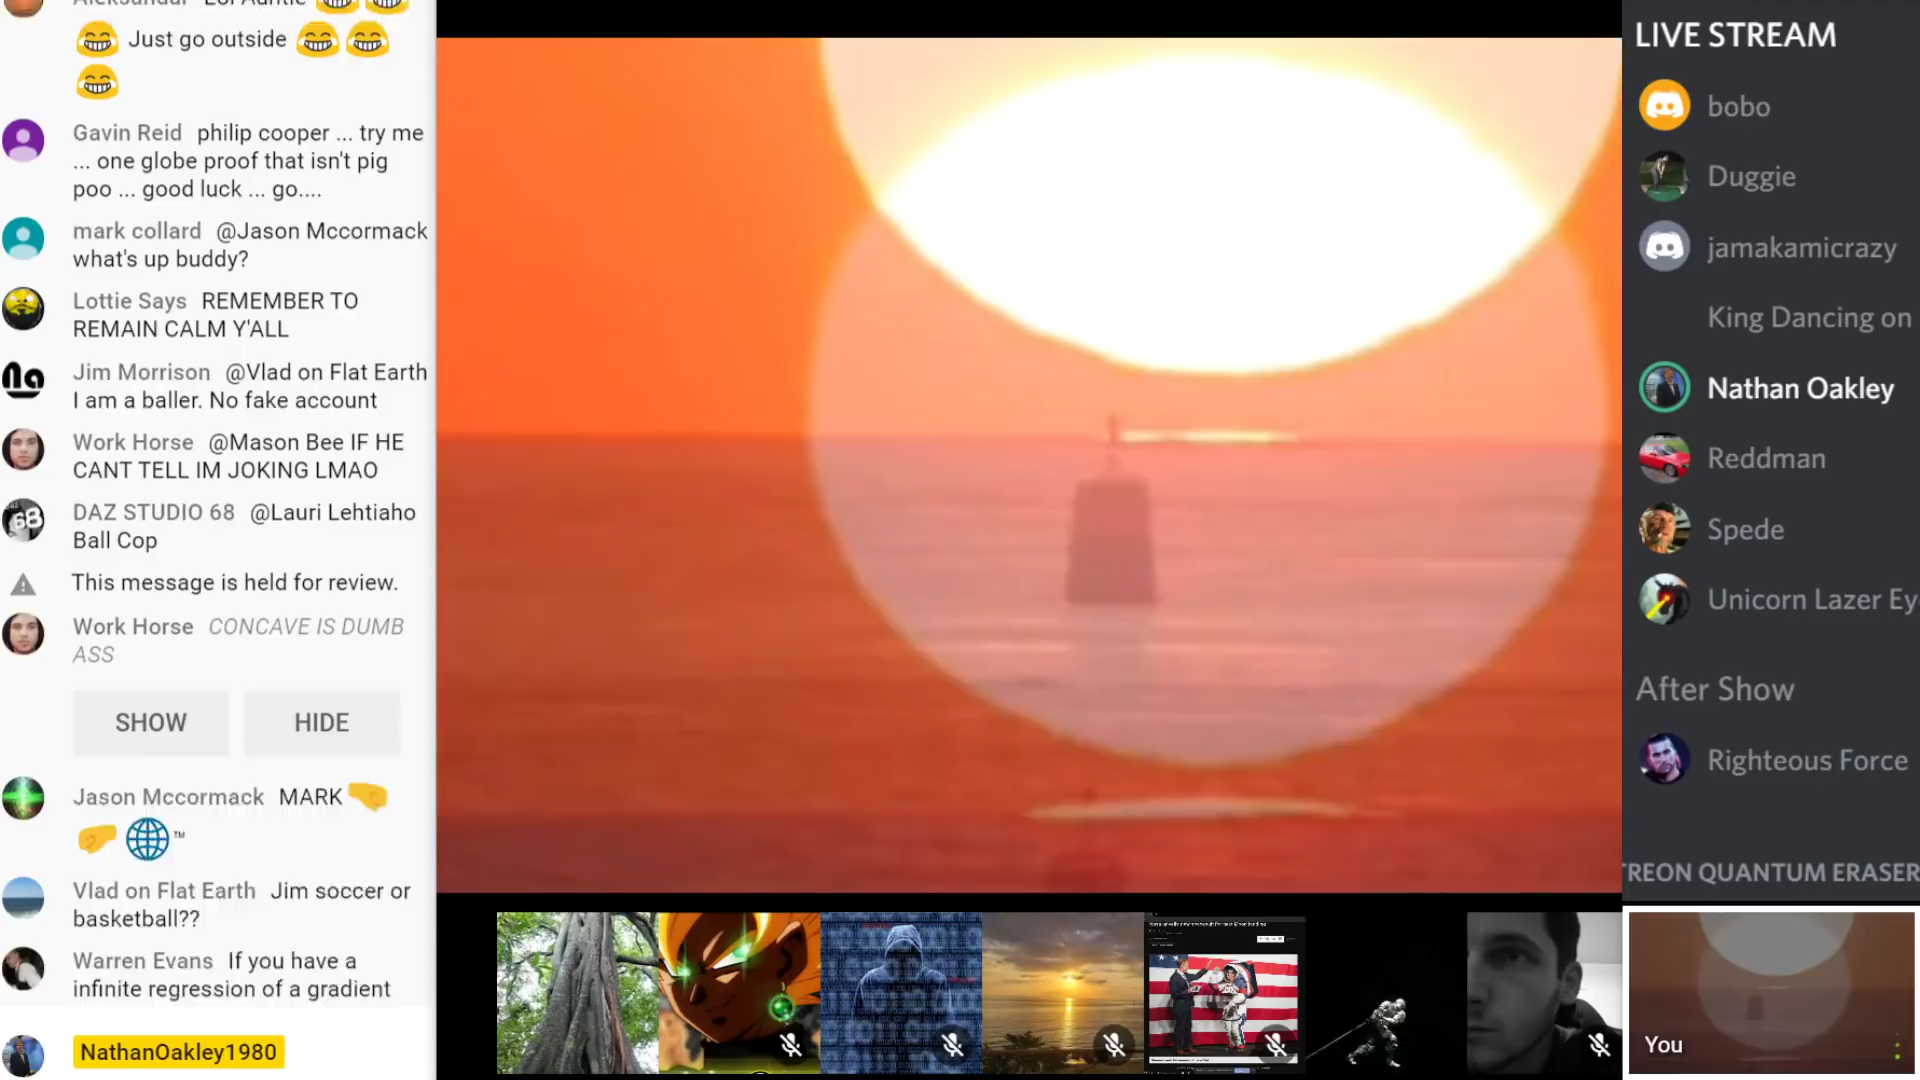 Lol Auntie
Just go outside
Gavin Reid philip cooper ... try me
... one globe proof that isn't pig
poo ... good luck ... go....
mark collard @Jason Mccormack
what's up buddy?
Lottie Says REMEMBER TO
REMAIN CALM Y'ALL
Jim Morrison @Vlad on Flat Earth
I am a baller. No fake account
Work Horse @Mason Bee IF HE
CANT TELL IM JOKING LMAO
DAZ STUDIO 68 @Lauri Lehtiaho
Ball Cop
This message is held for review.
Work Horse CONCAVE IS DUMB
ASS
SHOW HIDE
Jason Mccormack MARK
™
Vlad on Flat Earth Jim soccer or
basketball??
Warren Evans If you have a
infinite regression of a gradient
NathanOakley1980
LIVE STREAM
bobo
Duggie
jamakamicrazy
King Dancing on
Nathan Oakley
Reddman
Spede
Unicorn Lazer Ey
After Show
Righteous Force
TREON QUANTUM ERASER
You
68